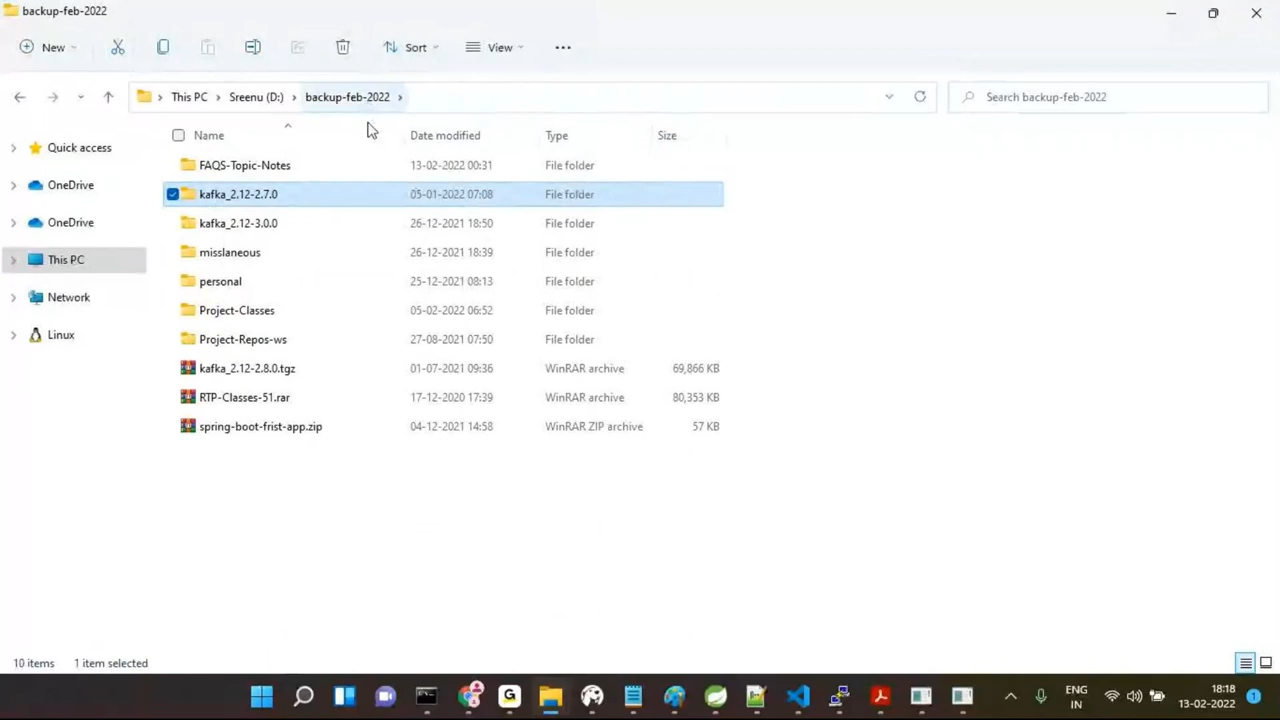 backup-feb-2022
New Sort View
This PC Sreenu (D:) backup-feb-2022 Search backup-feb-2022
Name Date modified Type Size
Quick access
OneDrive
OneDrive
This PC
Network
Linux
FAQS-Topic-Notes 13-02-2022 00:31 File folder
kafka_2.12-2.7.0 05-01-2022 07:08 File folder
kafka_2.12-3.0.0 26-12-2021 18:50 File folder
misslaneous 26-12-2021 18:39 File folder
personal 25-12-2021 08:13 File folder
Project-Classes 05-02-2022 06:52 File folder
Project-Repos-ws 27-08-2021 07:50 File folder
kafka_2.12-2.8.0.tgz 01-07-2021 09:36 WinRAR archive 69,866 KB
RTP-Classes-51.rar 17-12-2020 17:39 WinRAR archive 80,353 KB
spring-boot-frist-app.zip 04-12-2021 14:58 WinRAR ZIP archive 57 KB
10 items 1 item selected
ENG 18:18
IN 13-02-2022 1